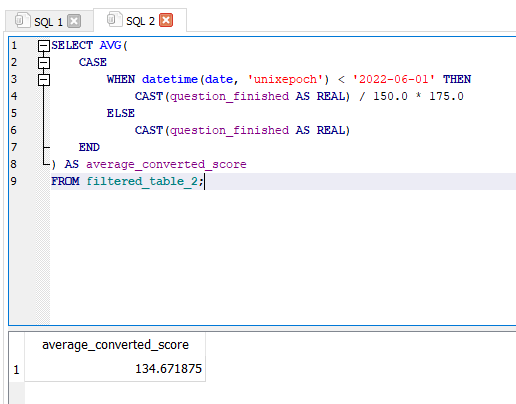 SQL 1
SQL 2
1 SELECT AVG(
2 CASE
3 WHEN datetime(date, 'unixepoch') < '2022-06-01' THEN
4 CAST(question_finished AS REAL) / 150.0 * 175.0
5 ELSE
6 CAST(question_finished AS REAL)
7 END
8 ) AS average_converted_score
9 FROM filtered_table_2;
average_converted_score
1 134.671875